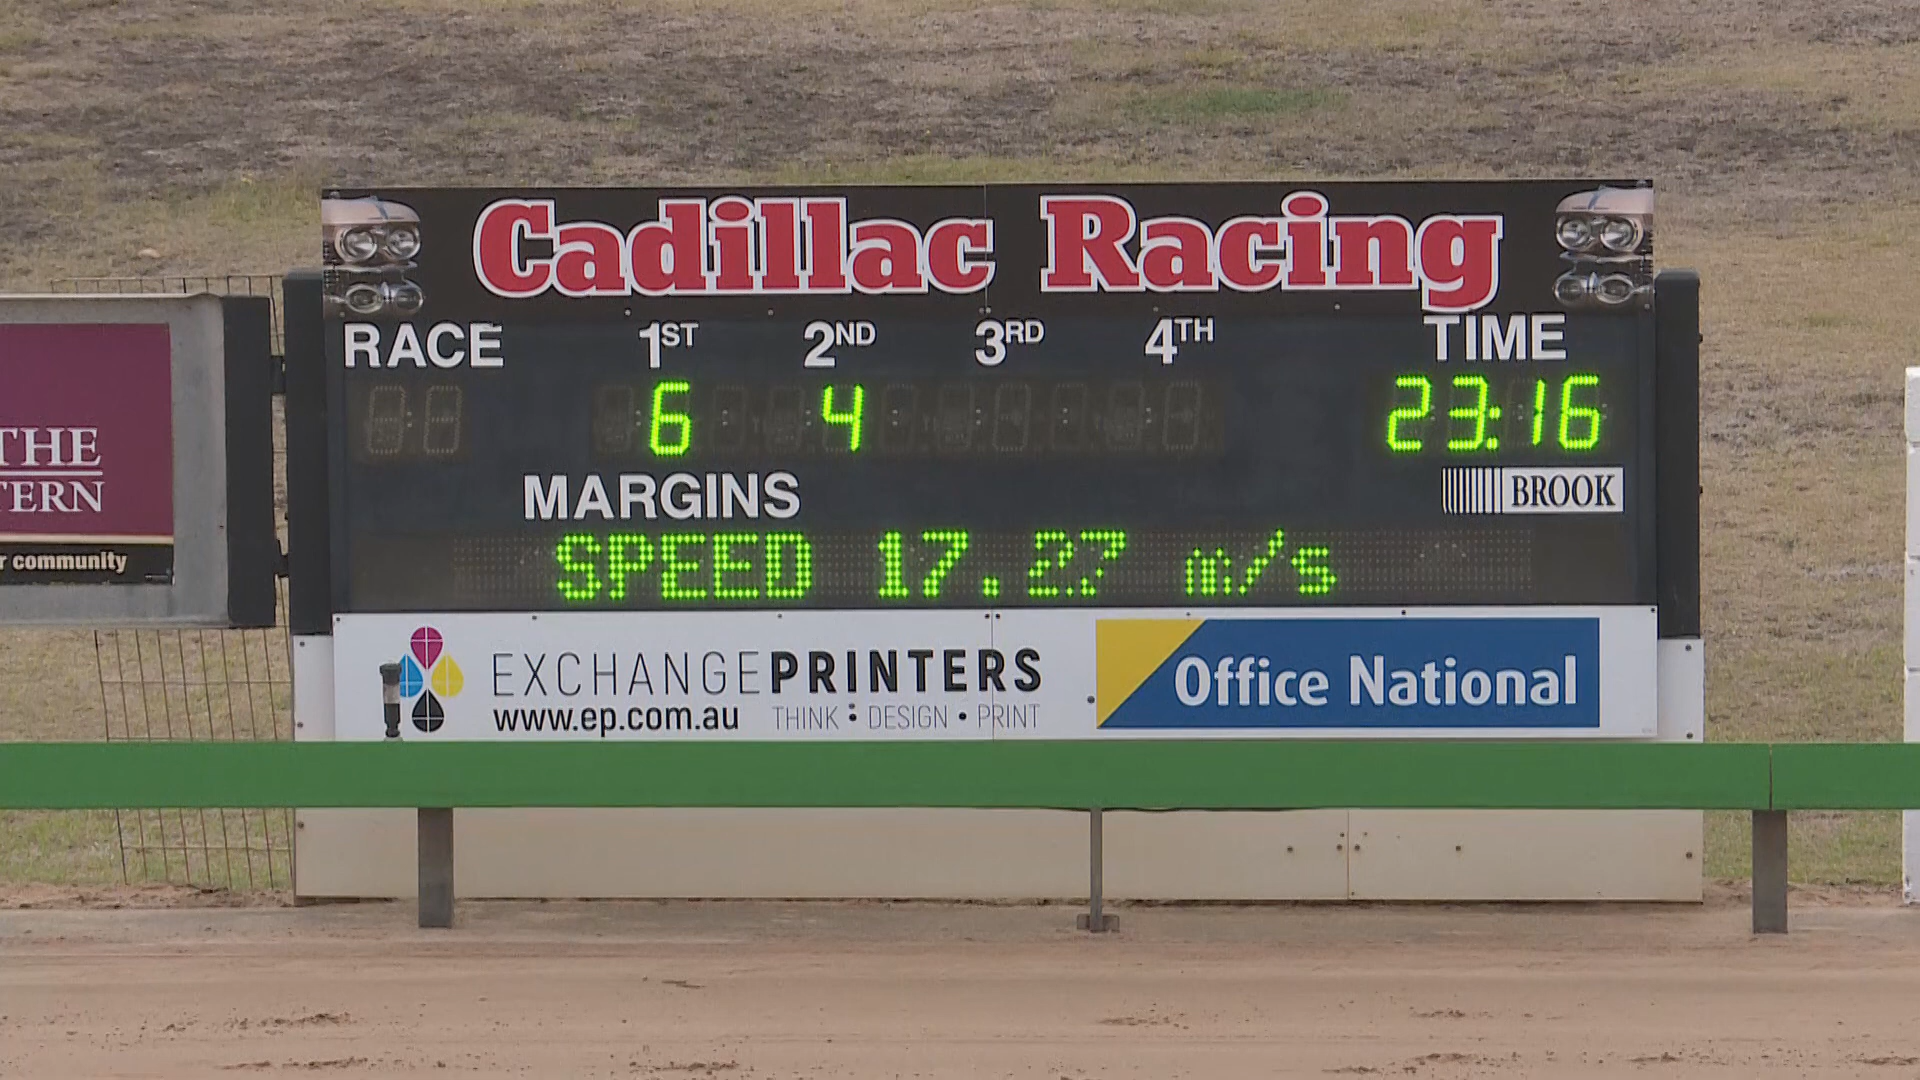 Cadillac Racing
RACE 1ST 2ND 3RD 4TH TIME
6 4 23:16
MARGINS
BROOK
SPEED 17.27 m/s
THE
TERN
r community
EXCHANGEPRINTERS
www.ep.com.au THINK • DESIGN • PRINT
Office National